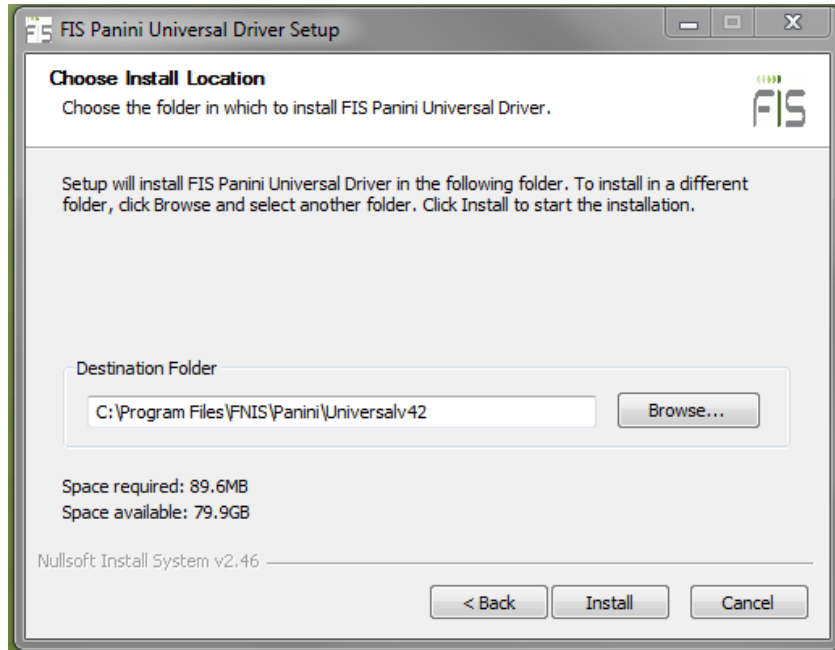 FIS FIS Panini Universal Driver Setup
Choose Install Location
Choose the folder in which to install FIS Panini Universal Driver.
FIS
Setup will install FIS Panini Universal Driver in the following folder. To install in a different
folder, click Browse and select another folder. Click Install to start the installation.
Destination Folder
C:\Program Files\FNIS\Panini\Universalv42
Browse...
Space required: 89.6MB
Space available: 79.9GB
Nullsoft Install System v2.46
< Back Install Cancel